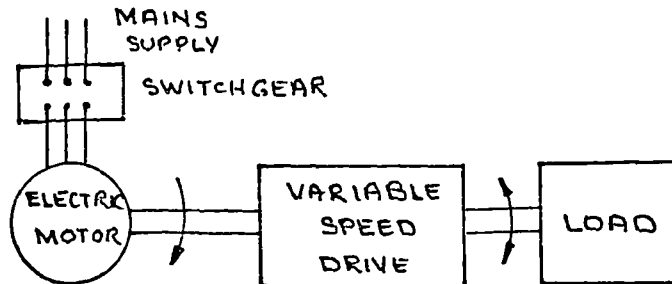 MAINS
SUPPLY
SWITCHGEAR
ELECTRIC
MOTOR
VARIABLE
SPEED
DRIVE
LOAD